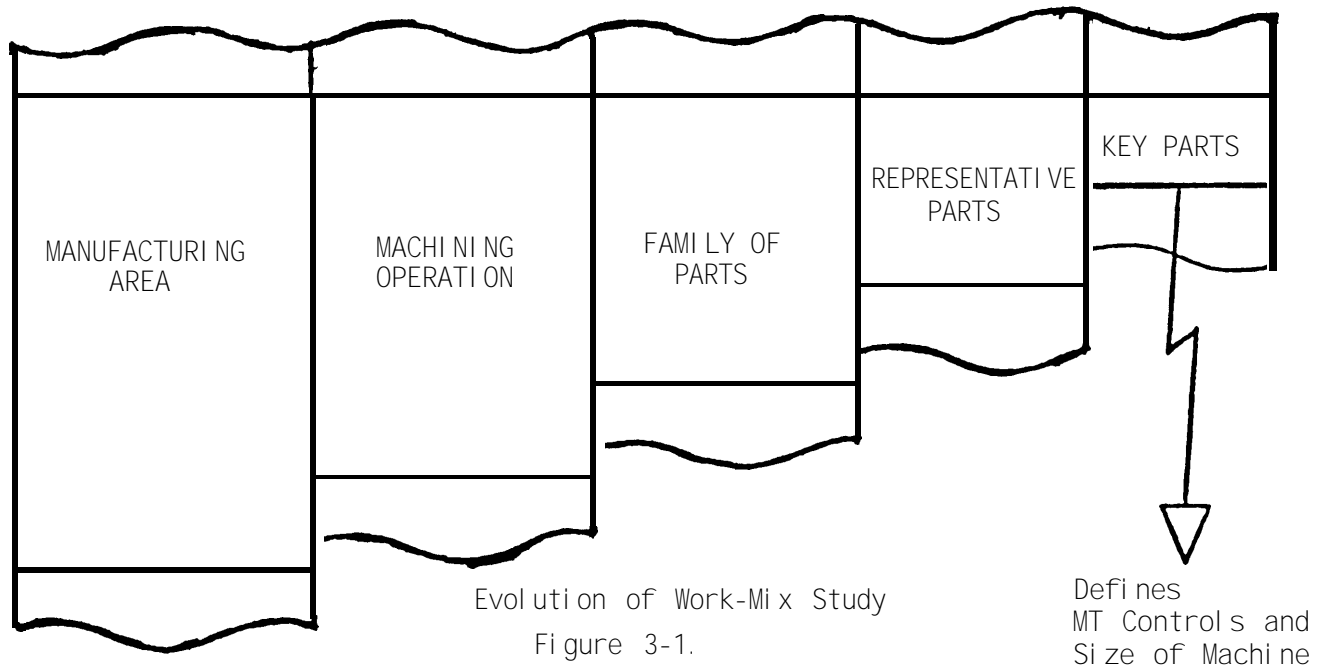 MANUFACTURING
AREA
MACHINING
OPERATION
FAMILY OF
PARTS
REPRESENTATIVE
PARTS
KEY PARTS
Defines
MT Controls and
Size of Machine
Evolution of Work-Mix Study
Figure 3-1.